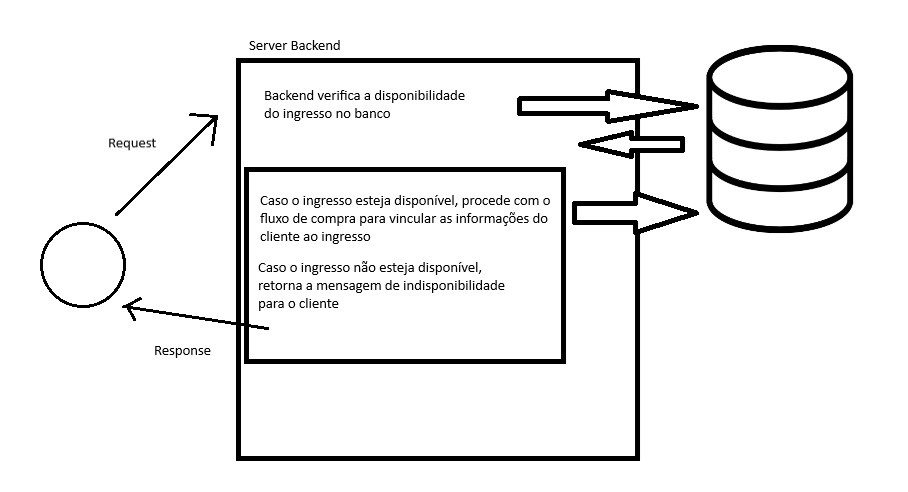 Server Backend
Backend verifica a disponibilidade
do ingresso no banco
Request
Caso o ingresso esteja disponível, procede com o
fluxo de compra para vincular as informações do
cliente ao ingresso
Caso o ingresso não esteja disponível,
retorna a mensagem de indisponibilidade
para o cliente
Response